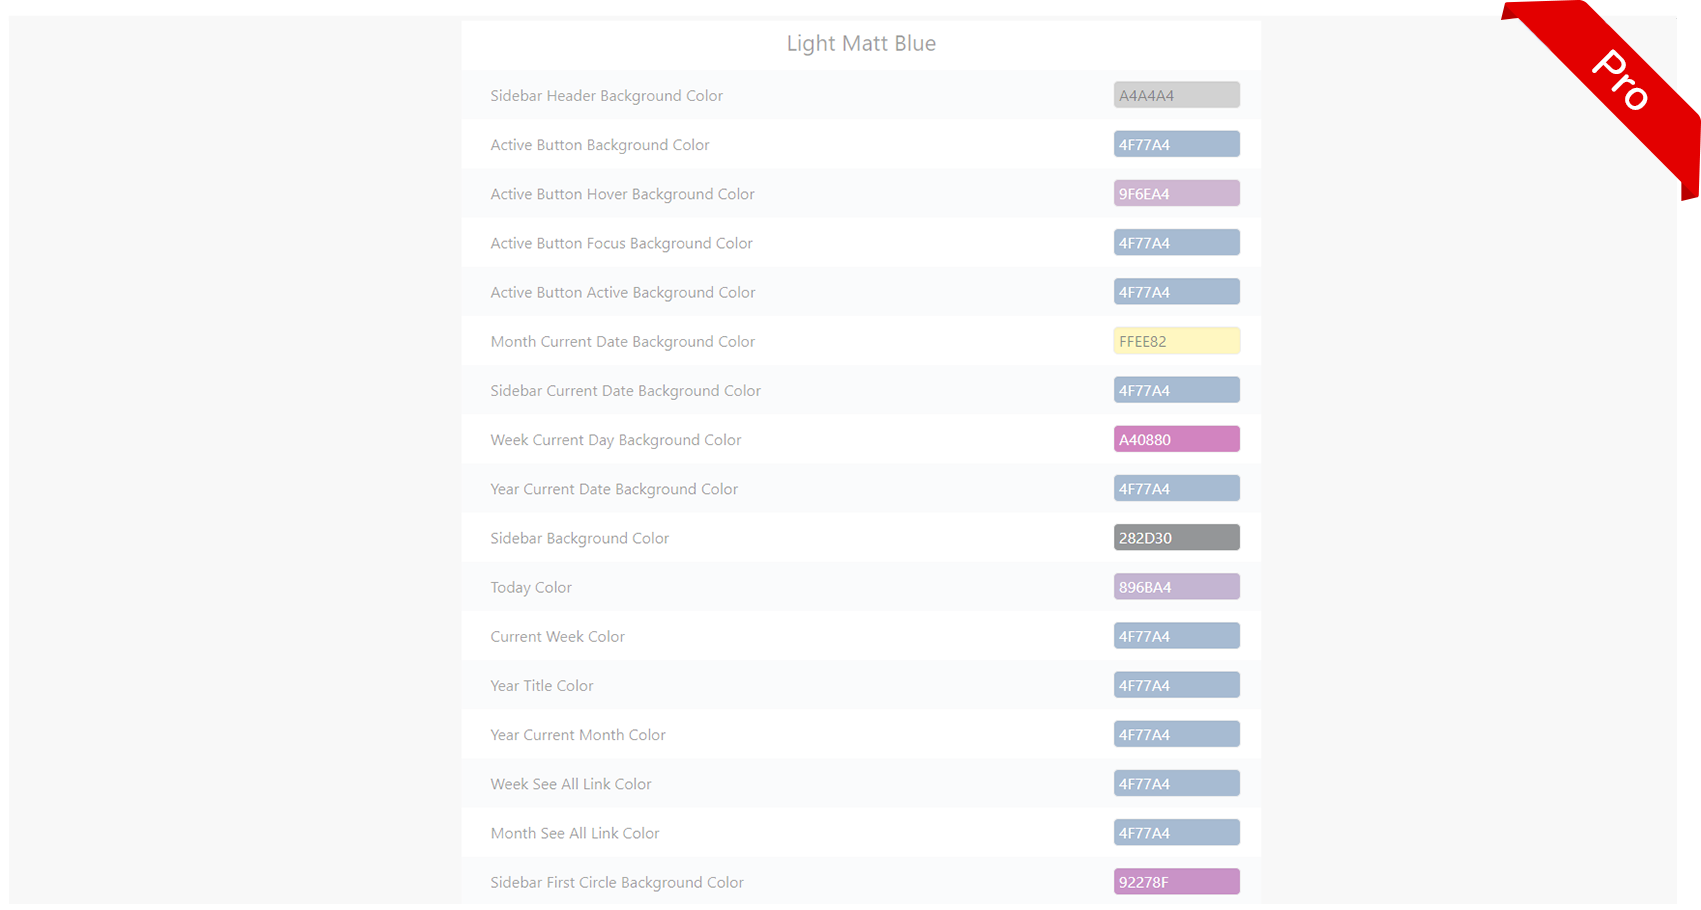 Light Matt Blue
Pro
Sidebar Header Background Color A4A4A4
Active Button Background Color 4F77A4
Active Button Hover Background Color 9F6EA4
Active Button Focus Background Color 4F77A4
Active Button Active Background Color 4F77A4
Month Current Date Background Color FFEE82
Sidebar Current Date Background Color 4F77A4
Week Current Day Background Color A40880
Year Current Date Background Color 4F77A4
Sidebar Background Color 282D30
Today Color 896BA4
Current Week Color 4F77A4
Year Title Color 4F77A4
Year Current Month Color 4F77A4
Week See All Link Color 4F77A4
Month See All Link Color 4F77A4
Sidebar First Circle Background Color 92278F